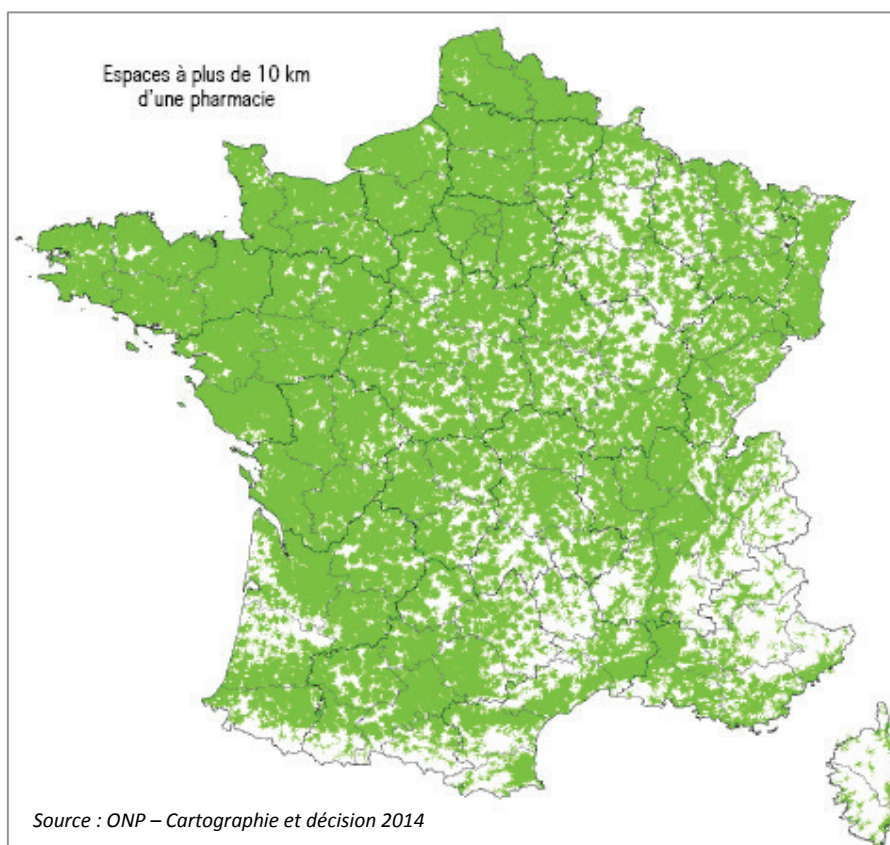 Espaces à plus de 10 km
d'une pharmacie
Source : ONP – Cartographie et décision 2014